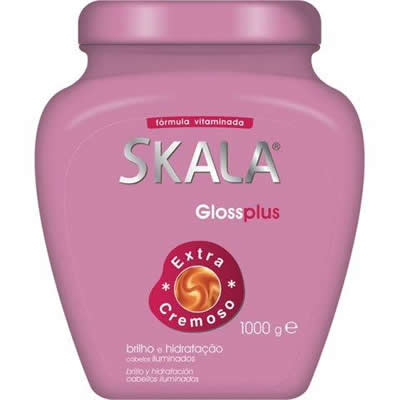 fórmula vitaminada
SKALA®
Glossplus
* Extra *
Cremoso
1000 g ℮
brilho e hidratação
cabelos iluminados
brillo y hidratación
cabellos iluminados